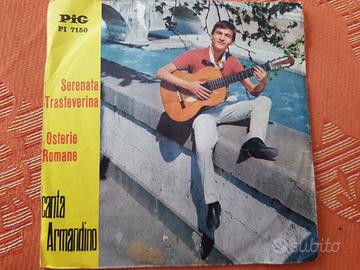 PiG
PI 7150
Serenata
Trasteverina
Osterie
Romane
canta
Armandino
subito